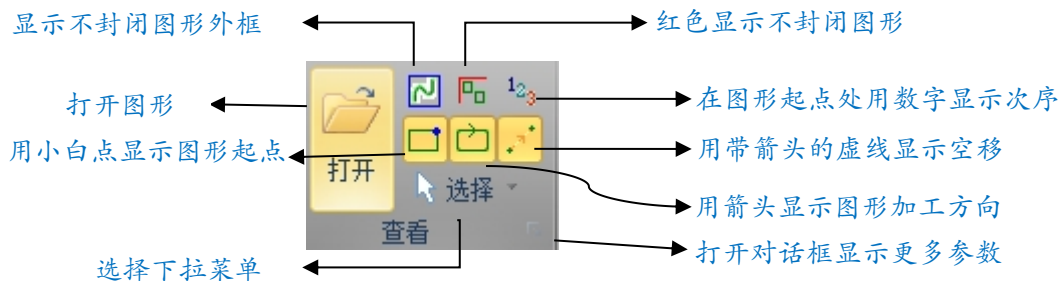 显示不封闭图形外框
红色显示不封闭图形
打开图形
123
在图形起点处用数字显示次序
用小白点显示图形起点
打开
用带箭头的虚线显示空移
选择
用箭头显示图形加工方向
查看
打开对话框显示更多参数
选择下拉菜单